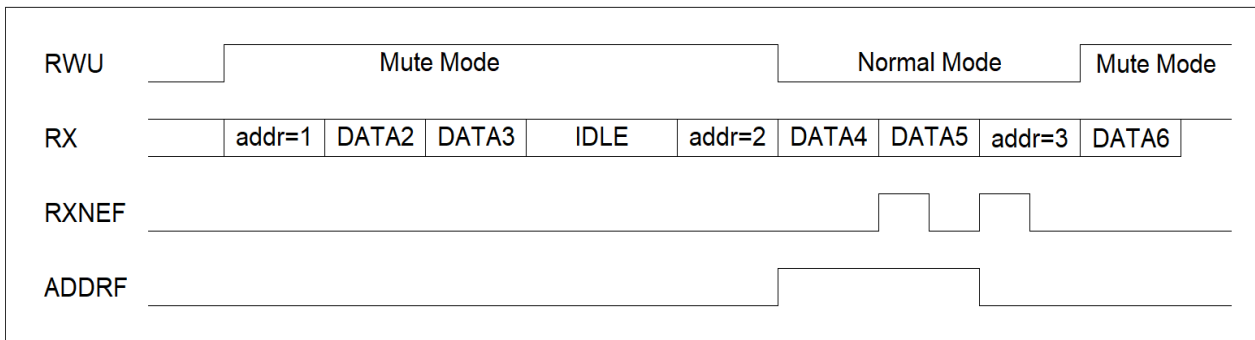 RWU Mute Mode Normal Mode Mute Mode
RX addr=1 DATA2 DATA3 IDLE addr=2 DATA4 DATA5 addr=3 DATA6
RXNEF
ADDRF